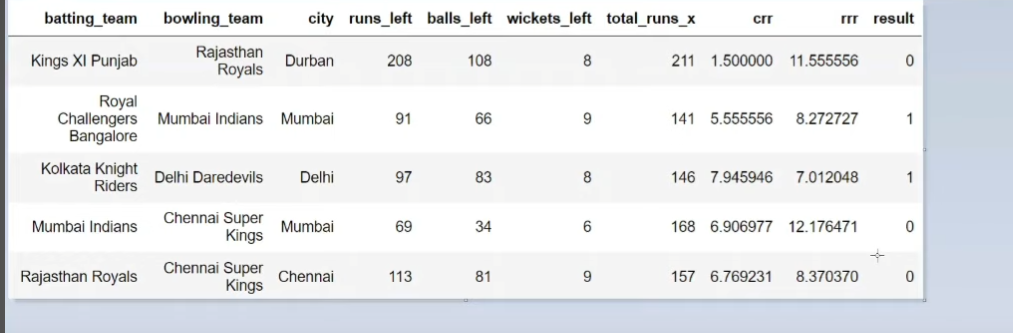 batting_team bowling_team city runs_left balls_left wickets_left total_runs_x crr rrr result
Kings XI Punjab Rajasthan Royals Durban 208 108 8 211 1.500000 11.555556 0
Royal Challengers Bangalore Mumbai Indians Mumbai 91 66 9 141 5.555556 8.272727 1
Kolkata Knight Riders Delhi Daredevils Delhi 97 83 8 146 7.945946 7.012048 1
Mumbai Indians Chennai Super Kings Mumbai 69 34 6 168 6.906977 12.176471 0
Rajasthan Royals Chennai Super Kings Chennai 113 81 9 157 6.769231 8.370370 0